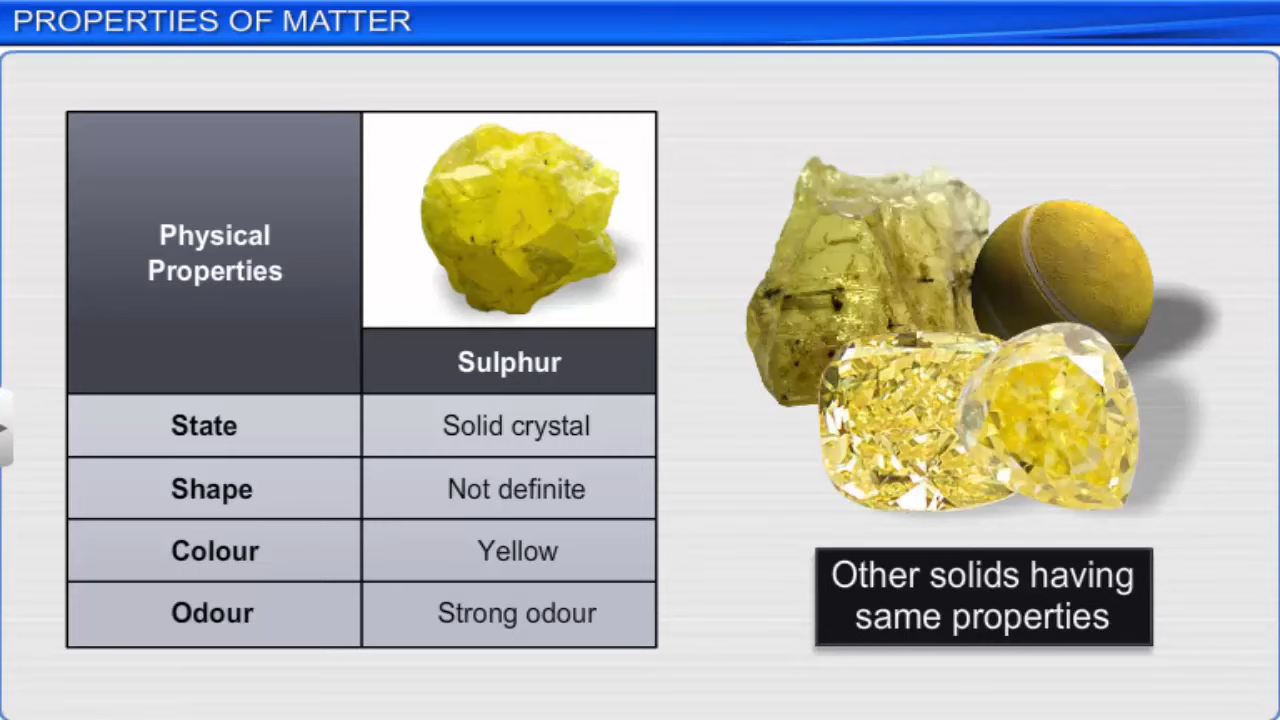 PROPERTIES OF MATTER
Physical
Properties
Sulphur
State Solid crystal
Shape Not definite
Colour Yellow
Odour Strong odour
Other solids having
same properties